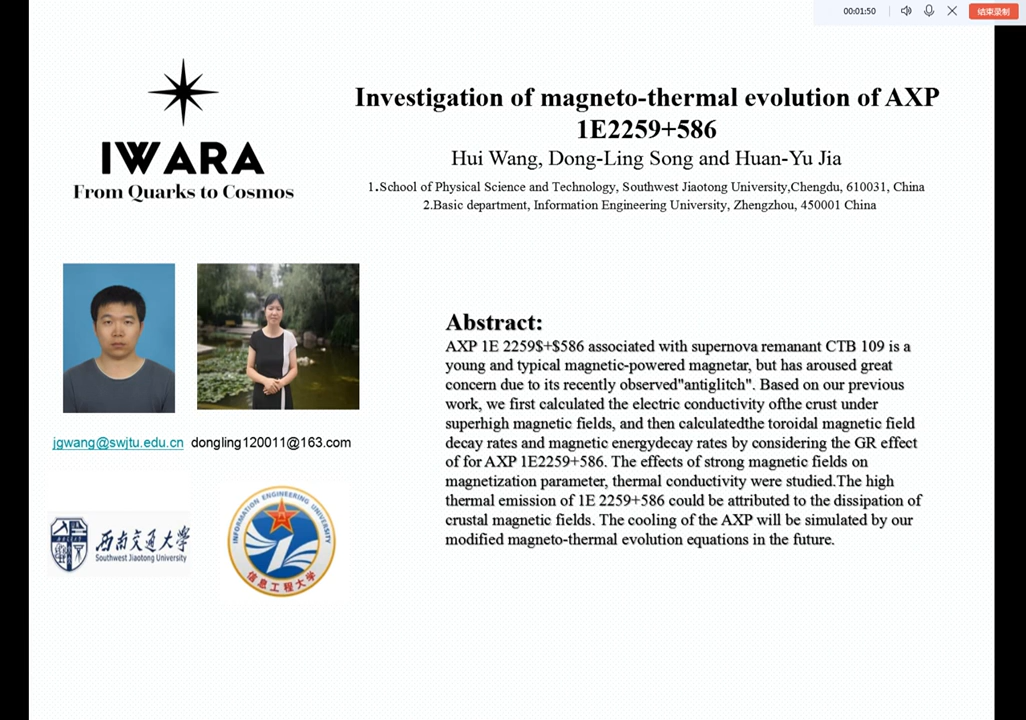 00:01:50
结束录制
IWARA
From Quarks to Cosmos
Investigation of magneto-thermal evolution of AXP
1E2259+586
Hui Wang, Dong-Ling Song and Huan-Yu Jia
1.School of Physical Science and Technology, Southwest Jiaotong University,Chengdu, 610031, China
2.Basic department, Information Engineering University, Zhengzhou, 450001 China
Abstract:
AXP 1E 2259$+$586 associated with supernova remanant CTB 109 is a
young and typical magnetic-powered magnetar, but has aroused great
concern due to its recently observed"antiglitch". Based on our previous
work, we first calculated the electric conductivity ofthe crust under
superhigh magnetic fields, and then calculatedthe toroidal magnetic field
decay rates and magnetic energydecay rates by considering the GR effect
of for AXP 1E2259+586. The effects of strong magnetic fields on
magnetization parameter, thermal conductivity were studied.The high
thermal emission of 1E 2259+586 could be attributed to the dissipation of
crustal magnetic fields. The cooling of the AXP will be simulated by our
modified magneto-thermal evolution equations in the future.
jgwang@swjtu.edu.cn dongling120011@163.com
西南交通大学
Southwest Jiaotong University
INFORMATION ENGINEERING UNIVERSITY
信息工程大学